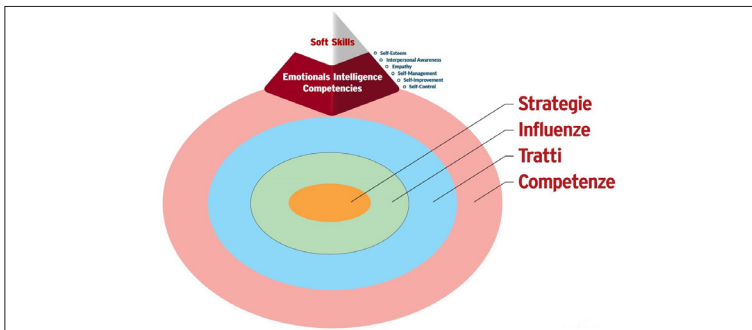 Soft Skills
Self-Esteem
Interpersonal Awareness
Empathy
Self-Management
Self-Improvement
Self-Control
Emotionals Intelligence
Competencies
Strategie
Influenze
Tratti
Competenze